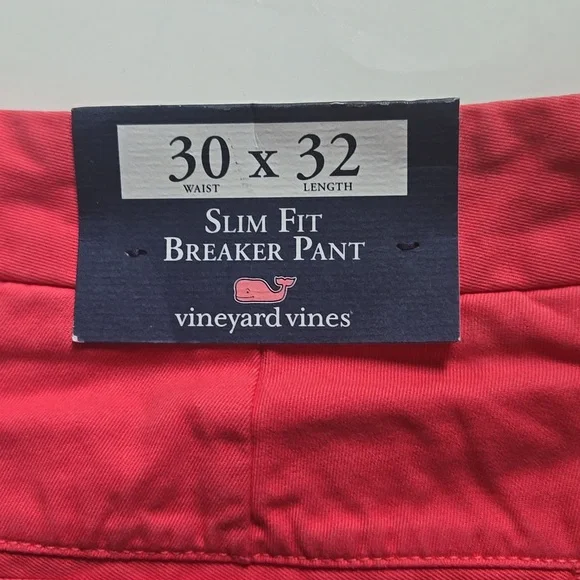 30 x 32
WAIST LENGTH
SLIM FIT
BREAKER PANT
vineyard vines®